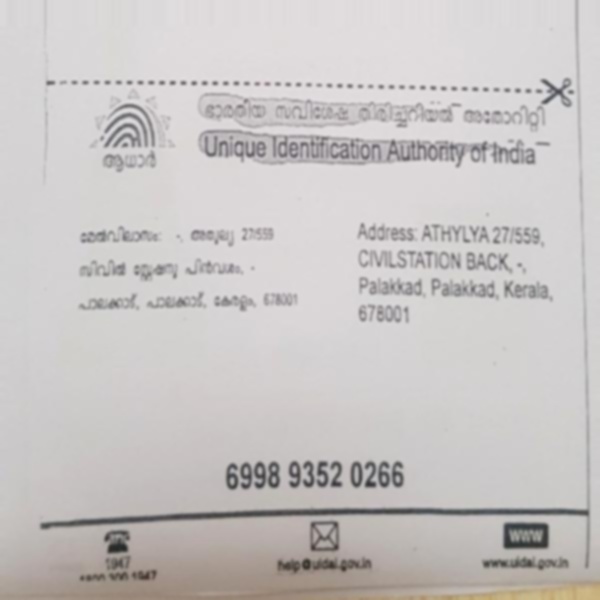 ഭാരതീയ സവിശേഷ തിരിച്ചറിയൽ അതോറിറ്റി
Unique Identification Authority of India
ആധാർ
മേൽവിലാസം: -, അതുല്യ 27/559
സിവിൽ സ്റ്റേഷനു പിൻവശം, -
പാലക്കാട്, പാലക്കാട്, കേരളം, 678001
Address: ATHYLYA 27/559,
CIVILSTATION BACK, -,
Palakkad, Palakkad, Kerala,
678001
6998 9352 0266
1947
1800 300 1947
help@uidai.gov.in
WWW
www.uidai.gov.in